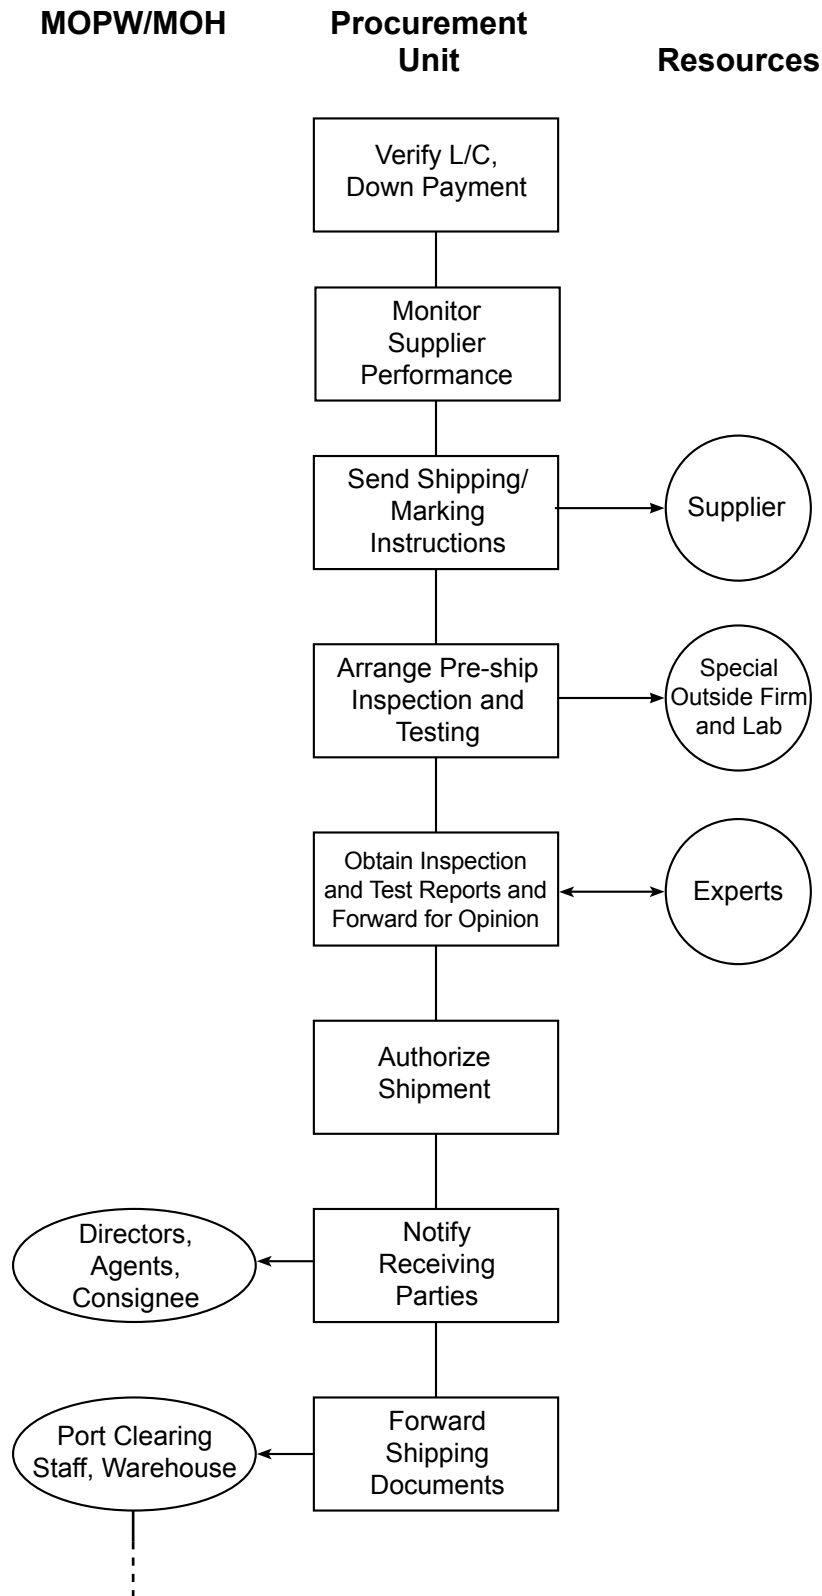 MOPW/MOH
Procurement
Unit
Resources
Verify L/C,
Down Payment
Monitor
Supplier
Performance
Send Shipping/
Marking
Instructions
Supplier
Arrange Pre-ship
Inspection and
Testing
Special
Outside Firm
and Lab
Obtain Inspection
and Test Reports and
Forward for Opinion
Experts
Authorize
Shipment
Directors,
Agents,
Consignee
Notify
Receiving
Parties
Port Clearing
Staff, Warehouse
Forward
Shipping
Documents